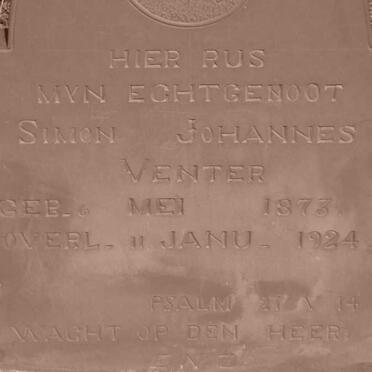 HIER RUS
MYN ECHTGENOOT
SIMON JOHANNES
VENTER
GEB. 6 MEI 1873.
OVERL. 11 JANU. 1924
PSALM 27 V 14
WACHT OP DEN HEER.
ENZ